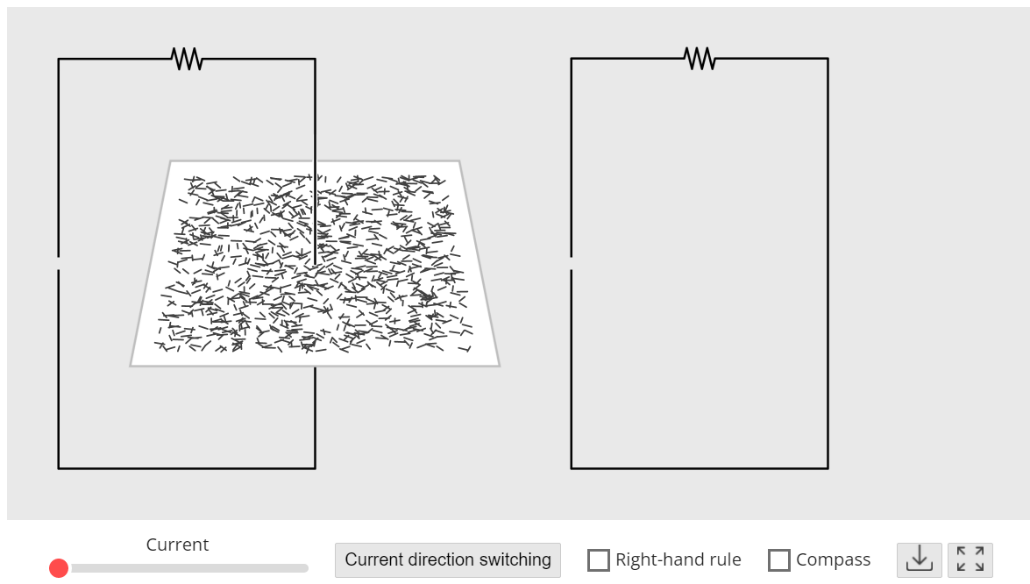 Current
Current direction switching
Right-hand rule
Compass